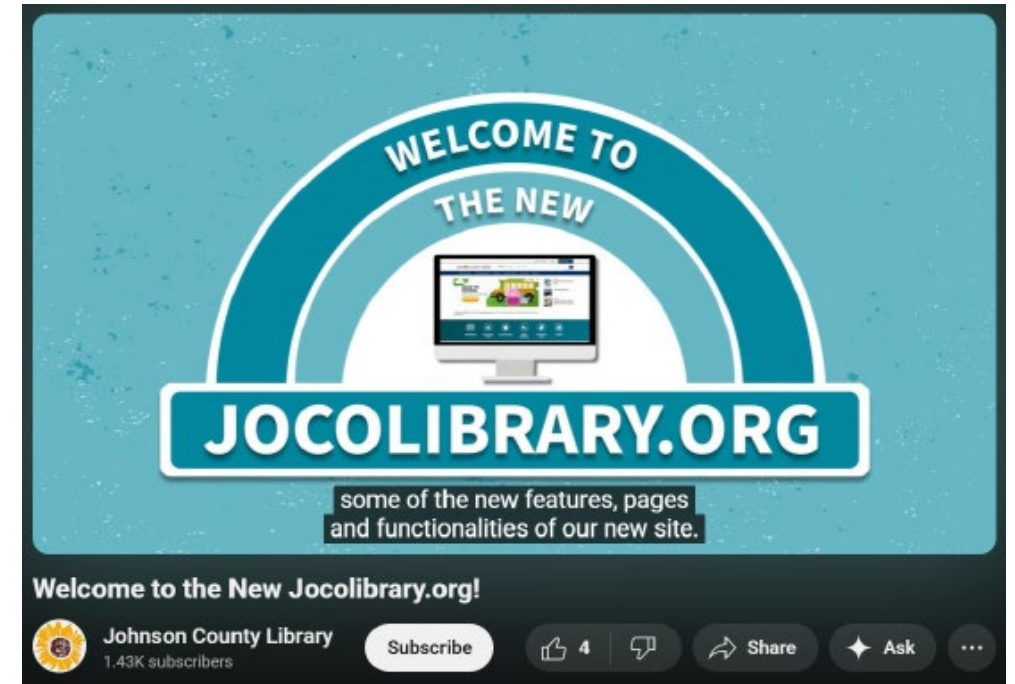 WELCOME TO
THE NEW
JOCOLIBRARY.ORG
some of the new features, pages
and functionalities of our new site.
Welcome to the New Jocolibrary.org!
Johnson County Library
1.43K subscribers
Subscribe
4
Share
Ask